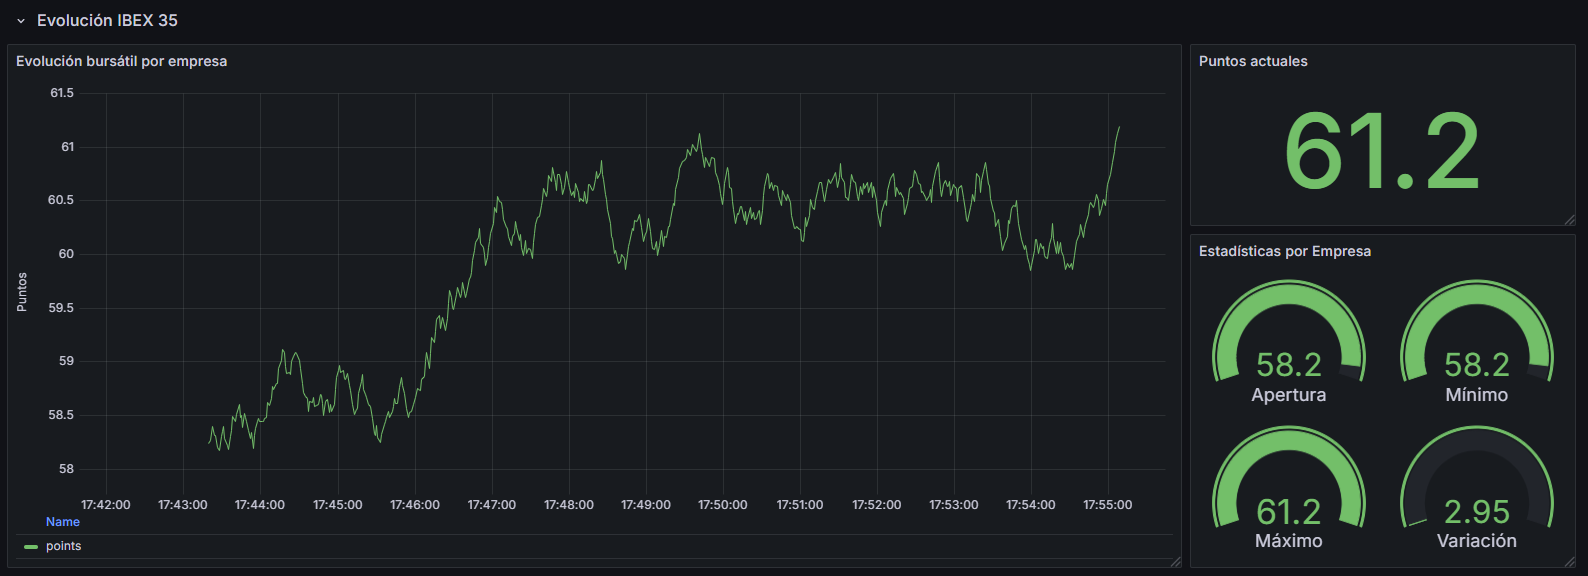 Evolución IBEX 35
Evolución bursátil por empresa
61.5
61
60.5
60
59.5
59
58.5
58
Puntos
17:42:00 17:43:00 17:44:00 17:45:00 17:46:00 17:47:00 17:48:00 17:49:00 17:50:00 17:51:00 17:52:00 17:53:00 17:54:00 17:55:00
Name
points
Puntos actuales
61.2
Estadísticas por Empresa
58.2 58.2
Apertura Mínimo
61.2 2.95
Máximo Variación